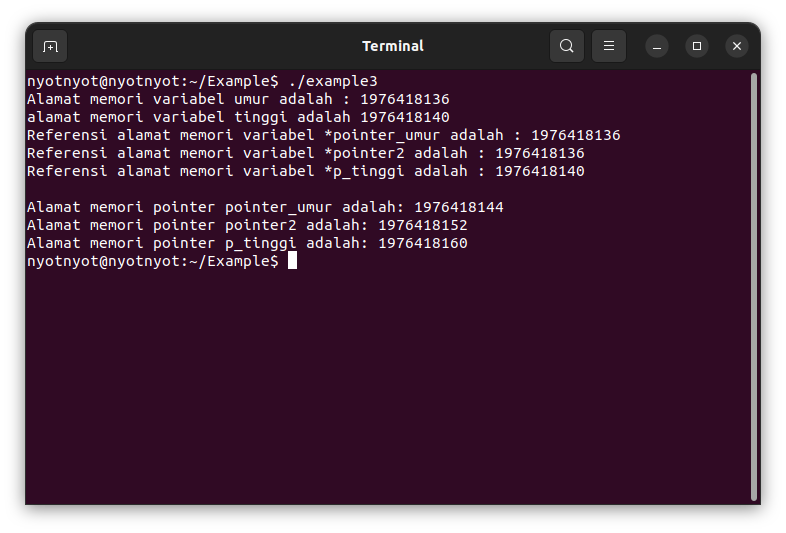 Terminal
nyotnyot@nyotnyot:~/Example$ ./example3
Alamat memori variabel umur adalah : 1976418136
alamat memori variabel tinggi adalah 1976418140
Referensi alamat memori variabel *pointer_umur adalah : 1976418136
Referensi alamat memori variabel *pointer2 adalah : 1976418136
Referensi alamat memori variabel *p_tinggi adalah : 1976418140
Alamat memori pointer pointer_umur adalah: 1976418144
Alamat memori pointer pointer2 adalah: 1976418152
Alamat memori pointer p_tinggi adalah: 1976418160
nyotnyot@nyotnyot:~/Example$